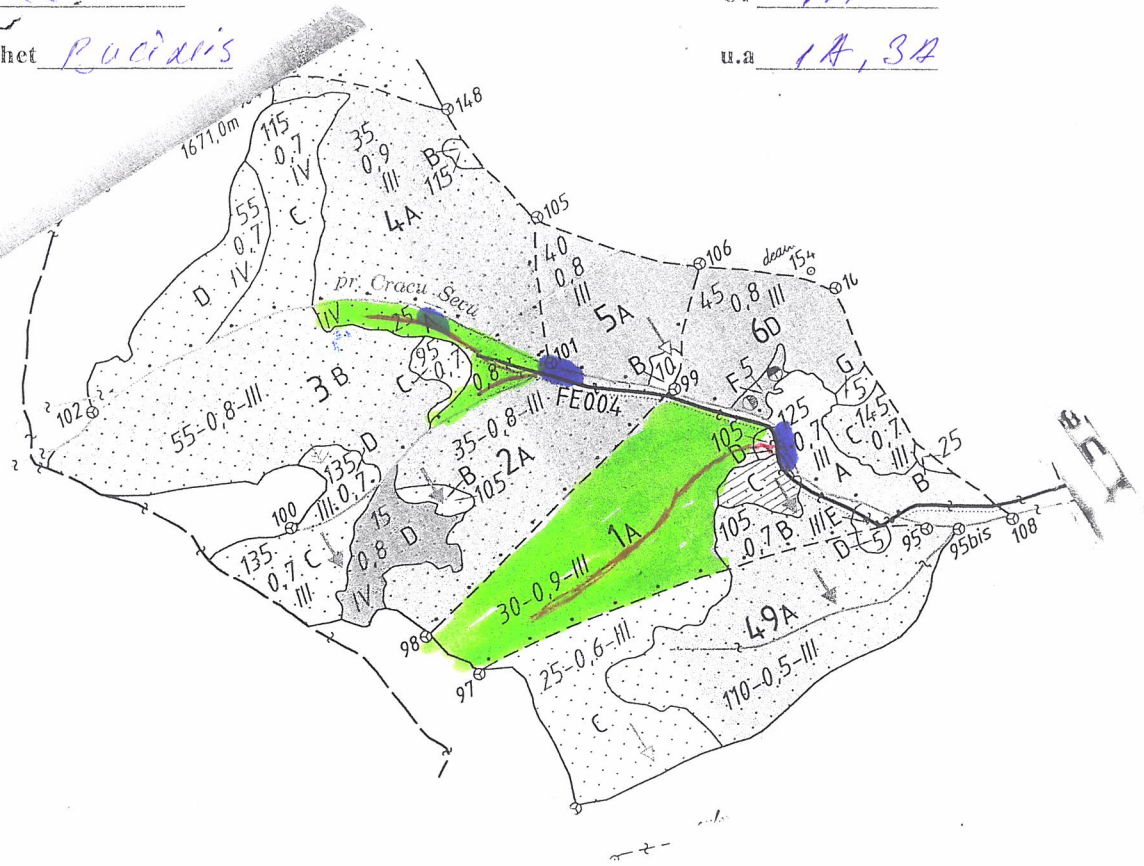 het Rucăris
u.a 1A, 3A
148
1671,0m
115
0,7
IV
C
35
0,9
III
B
115
4A
105
55
0,7
IV
D
40
0,8
III
106
deau
154
16
45 0,8 III
pr. Cracu Secu
5A
6D
IV
25
A
101
95
0,7
C
0,8
B
10
99
F 5
G
5
3B
FE004
125
0,7
III
A
145
C
0,7
III
102
55-0,8-III
35-0,8-III
2A
105
D
25
B
135
D
III.0,7
B
105
C
100
15
D
0,8
IV
1A
105
0,7 B
III E
D
5
95
95bis
108
135
0,7 C
III
30-0,9-III
49A
98
97
25-0,6-III
110-0,5-III
C